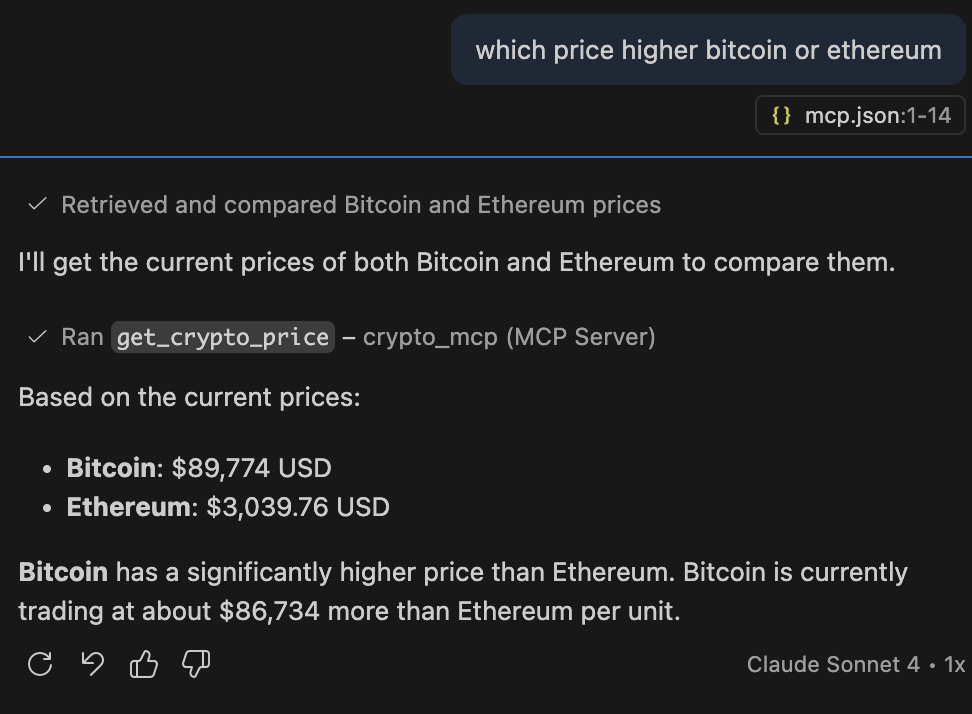 which price higher bitcoin or ethereum
{} mcp.json:1-14
Retrieved and compared Bitcoin and Ethereum prices
I'll get the current prices of both Bitcoin and Ethereum to compare them.
Ran get_crypto_price – crypto_mcp (MCP Server)
Based on the current prices:
• Bitcoin: $89,774 USD
• Ethereum: $3,039.76 USD
Bitcoin has a significantly higher price than Ethereum. Bitcoin is currently
trading at about $86,734 more than Ethereum per unit.
Claude Sonnet 4 • 1x